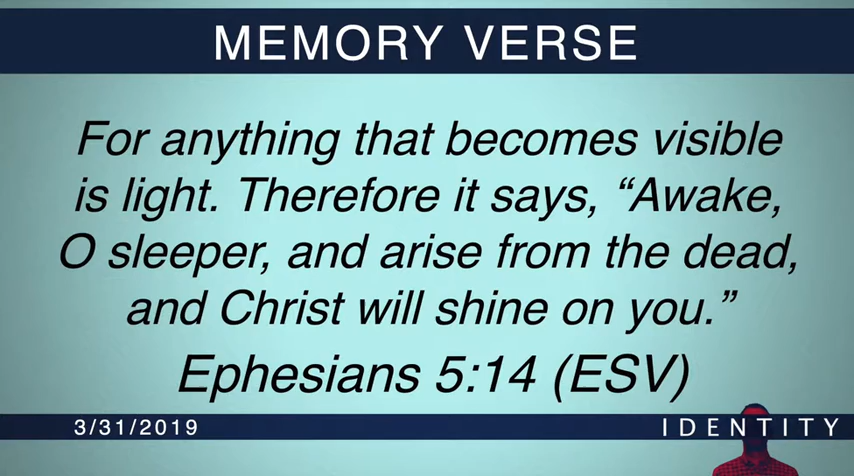 MEMORY VERSE
For anything that becomes visible
is light. Therefore it says, “Awake,
O sleeper, and arise from the dead,
and Christ will shine on you.”
Ephesians 5:14 (ESV)
3/31/2019
IDENTITY